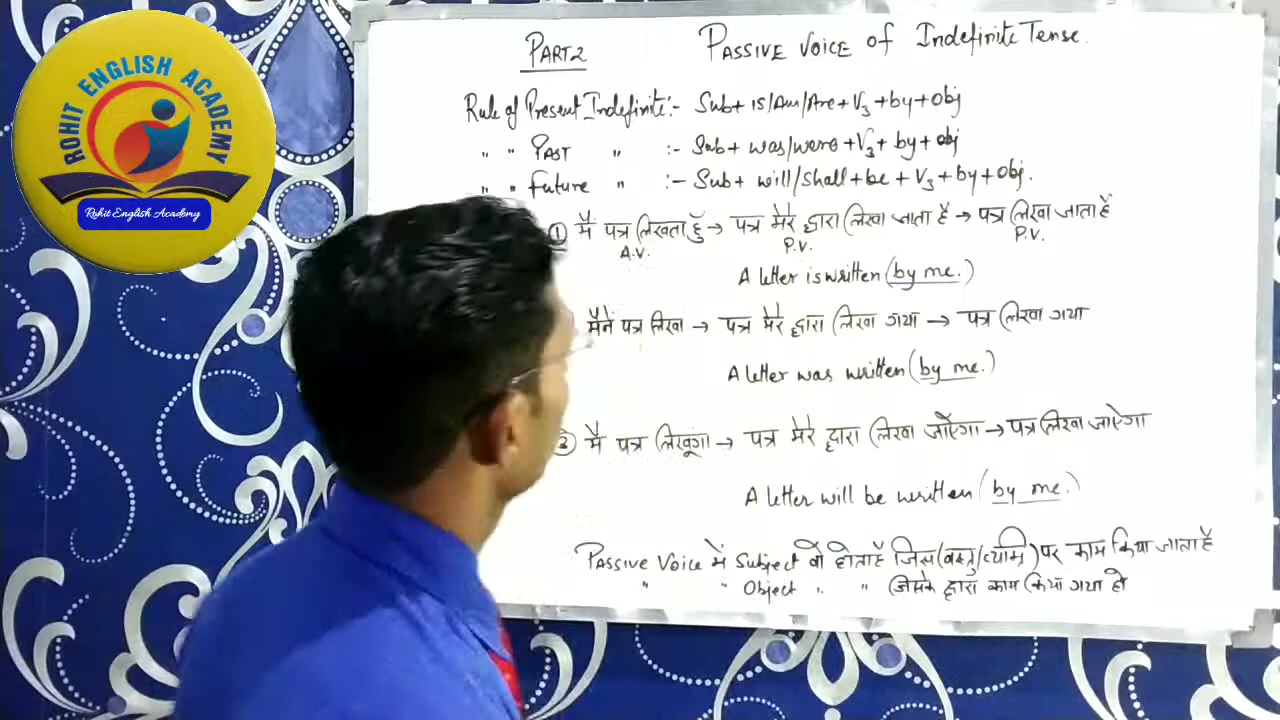 ROHIT ENGLISH ACADEMY
Rohit English Academy
PART2
PASSIVE VOICE of Indefinite Tense.
Rule of Present Indefinite:- Sub+ is/Am/Are+V3+by+Obj
" " PAST " :- Sub+ was/were+V3+ by+ obj
" " Future " :- Sub+ will/shall+be+V3+by+Obj.
① मैं पत्र लिखता हुँ → पत्र मेरे द्वारा लिखा जाता हैं → पत्र लिखा जाता हैं
A.V. P.V. P.V.
A letter is written (by me.)
मैंने पत्र लिखा → पत्र मेरे द्वारा लिखा गया → पत्र लिखा गया
A letter was written (by me.)
③ मैं पत्र लिखूंगा → पत्र मेरे द्वारा लिखा जाँएगा → पत्र लिखा जाऐगा
A letter will be written (by me.)
Passive Voice में Subject वो होताहैं जिस(वस्तु/व्यक्ति) पर काम किया जाता हैं
" " Object " " जिसके द्वारा काम किया गया हो